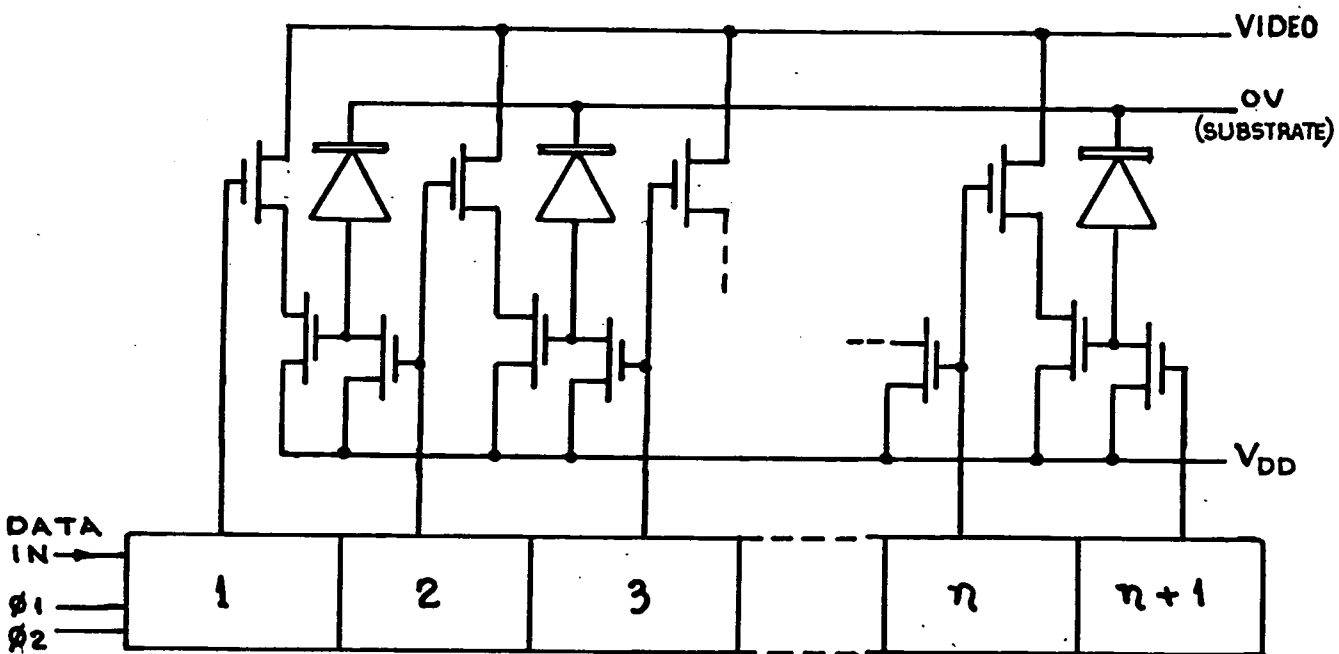 VIDEO
OV
(SUBSTRATE)
VDD
DATA
IN
1
2
3
n
n+1
Ø1
Ø2